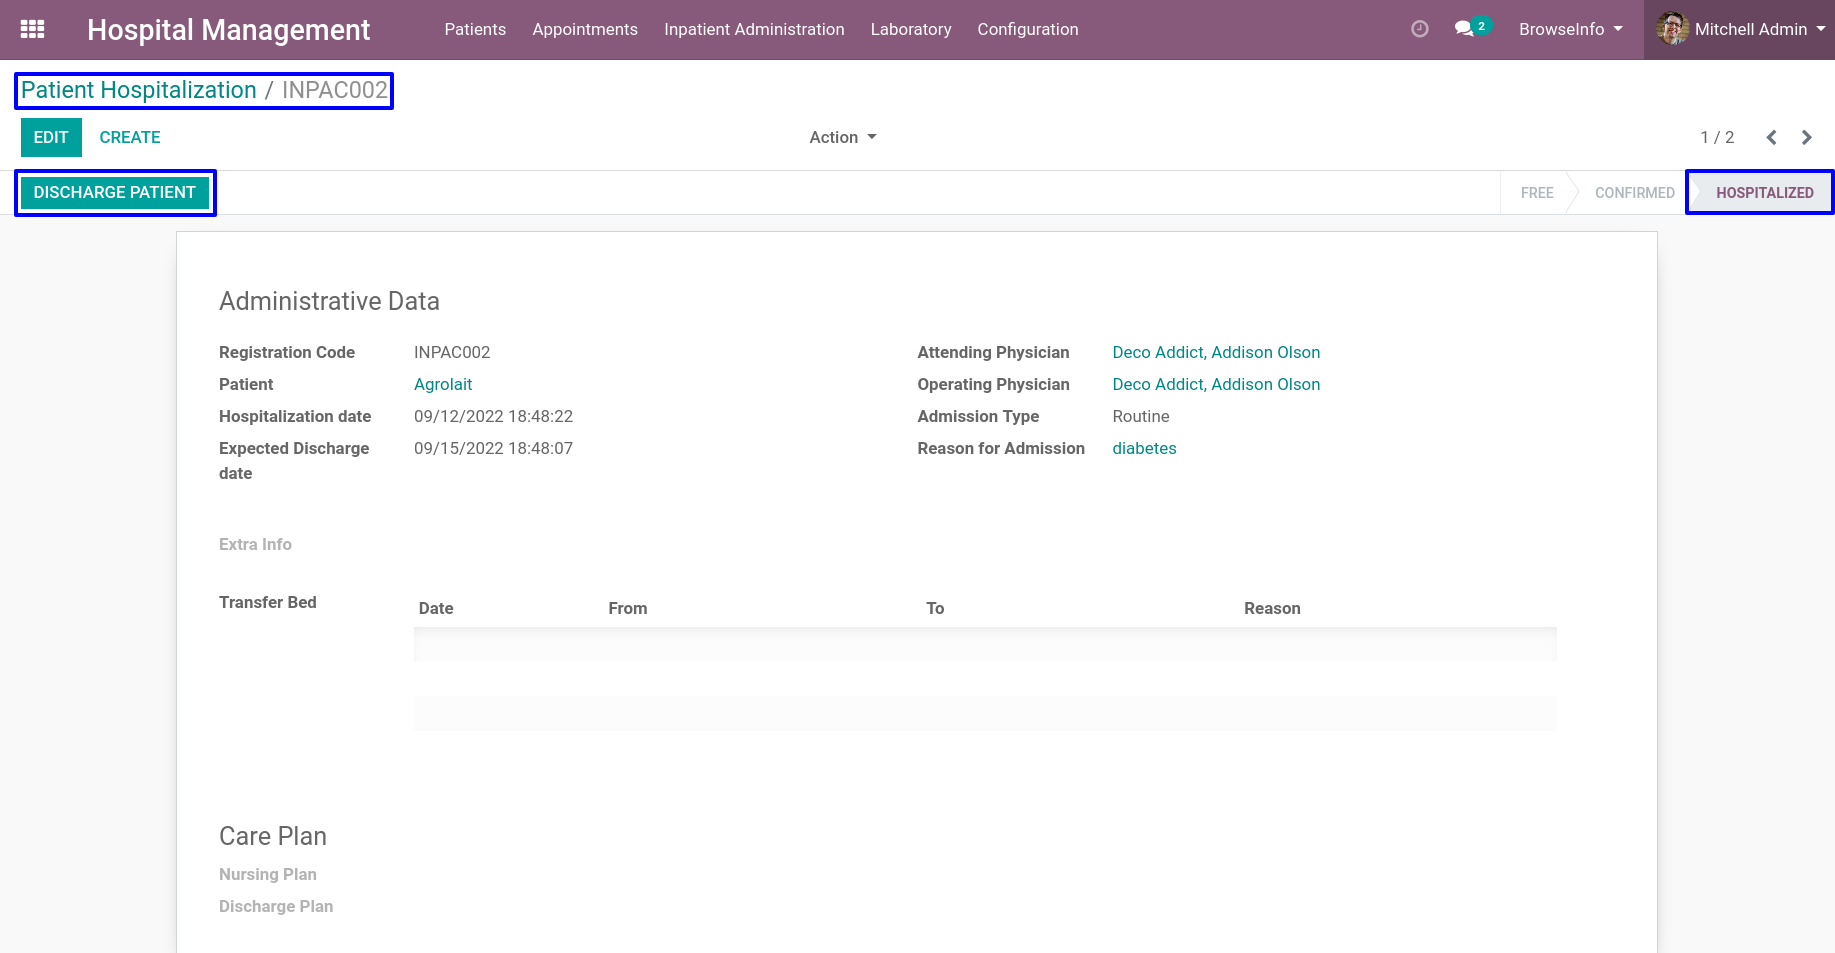 Hospital Management Patients Appointments Inpatient Administration Laboratory Configuration 2 BrowseInfo Mitchell Admin
Patient Hospitalization / INPAC002
EDIT CREATE Action 1 / 2
DISCHARGE PATIENT FREE CONFIRMED HOSPITALIZED
Administrative Data
Registration Code INPAC002 Attending Physician Deco Addict, Addison Olson
Patient Agrolait Operating Physician Deco Addict, Addison Olson
Hospitalization date 09/12/2022 18:48:22 Admission Type Routine
Expected Discharge 09/15/2022 18:48:07 Reason for Admission diabetes
date
Extra Info
Transfer Bed Date From To Reason
Care Plan
Nursing Plan
Discharge Plan